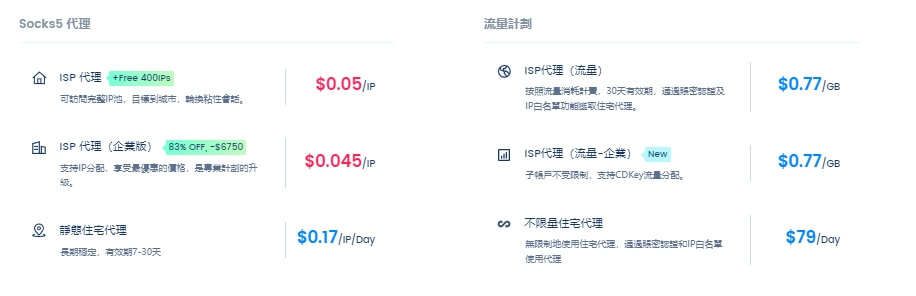 Socks5 代理
ISP 代理 +Free 400IPs
可訪問完整IP池，目標到城市，輪換粘性會話。
$0.05/IP
ISP 代理（企業版） 83% OFF, -$6750
支持IP分配，享受最優惠的價格，是專業計劃的升
級。
$0.045/IP
靜態住宅代理
長期穩定，有效期7-30天
$0.17/IP/Day
流量計劃
ISP代理（流量）
按照流量消耗計費，30天有效期，通過賬密認證及
IP白名單功能進取住宅代理。
$0.77/GB
ISP代理（流量-企業） New
子帳戶不受限制，支持CDKey流量分配。
$0.77/GB
不限量住宅代理
無限制地使用住宅代理，通過賬密認證和IP白名單
使用代理
$79/Day